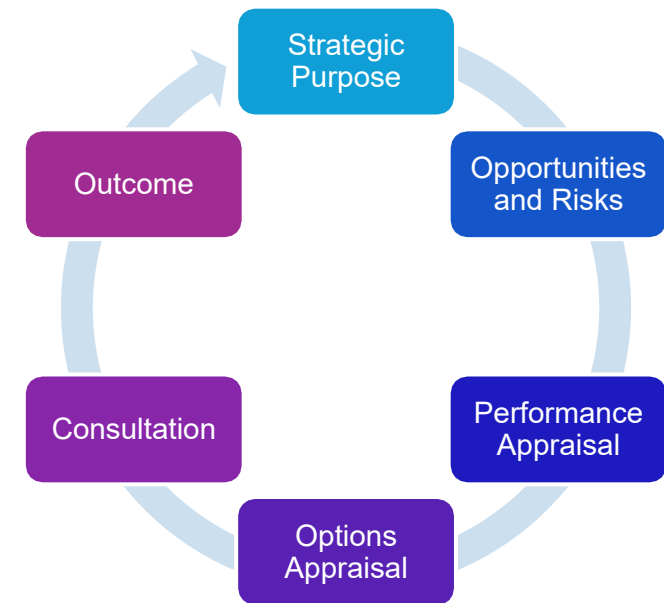 Strategic
Purpose
Opportunities
and Risks
Performance
Appraisal
Options
Appraisal
Consultation
Outcome